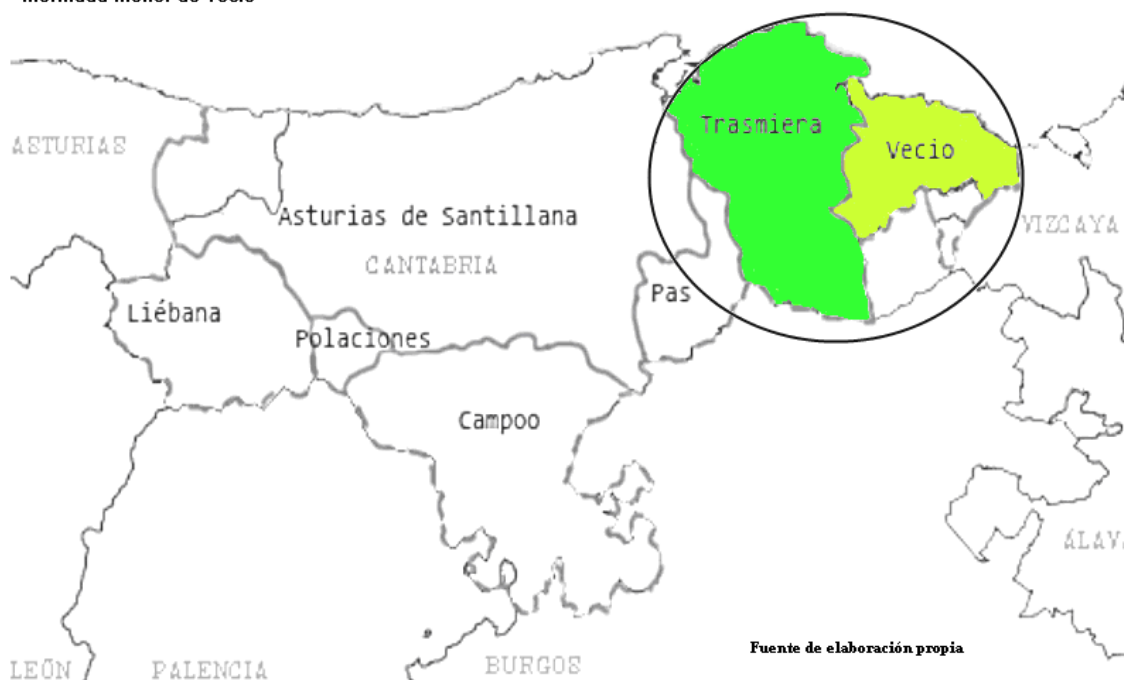 Trasmiera
ASTURIAS
Vecio
Asturias de Santillana
VIZCAYA
CANTABRIA
Liébana
Pas
Polaciones
Campoo
ÁLAV
Fuente de elaboración propia
LEÓN
PALENCIA
BURGOS